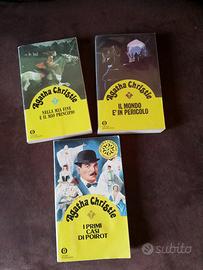 Agatha Christie
NELLA MIA FINE
E IL MIO PRINCIPIO
Agatha Christie
IL MONDO
E' IN PERICOLO
Agatha Christie
I PRIMI
CASI
DI POIROT
subito